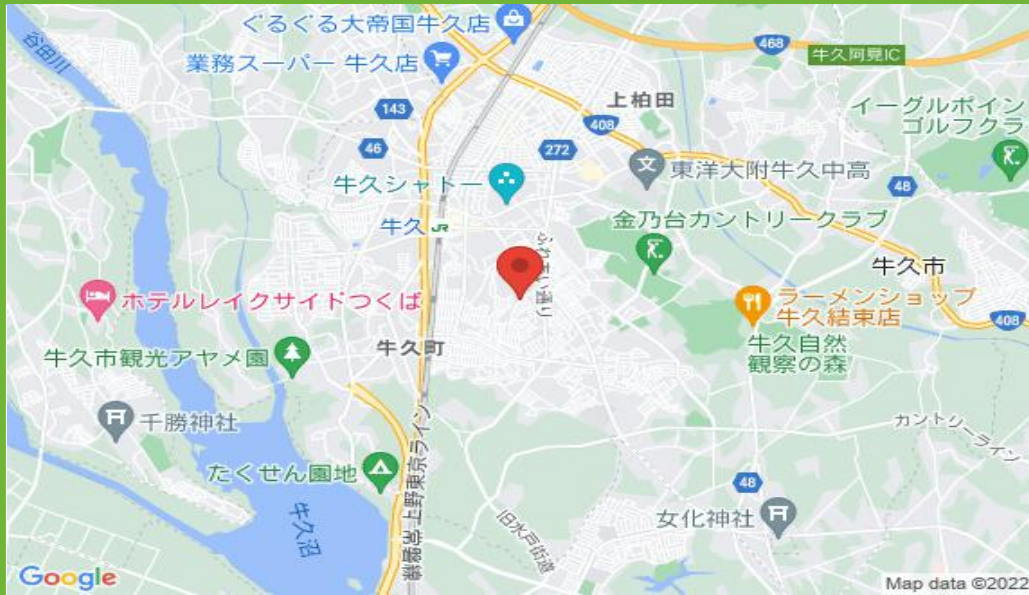 ぐるぐる大帝国牛久店
業務スーパー 牛久店
谷田川
468
牛久阿見IC
143
上柏田
イーグルポイン
ゴルフクラ
408
46
272
牛久シャトー
東洋大附牛久中高
48
牛久
JR
金乃台カントリークラブ
ふれあい通り
牛久市
ホテルレイクサイドつくば
ラーメンショップ
牛久結束店
408
牛久市観光アヤメ園
牛久町
牛久自然
観察の森
千勝神社
カントシーライン
たくせん園地
上野東京ライン
48
女化神社
牛久沼
旧水戸街道
Google
Map data ©2022